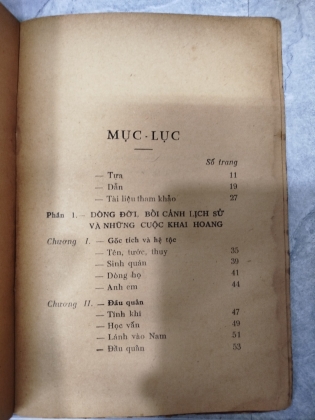 MỤC-LỤC
Số trang
— Tựa 11
— Dẫn 19
— Tài liệu tham khảo 27
Phần I. — DÒNG ĐỜI, BỐI CẢNH LỊCH SỬ
VÀ NHỮNG CUỘC KHAI HOANG
Chương I. — Gốc tích và hệ tộc
— Tên, tước, thụy 35
— Sinh quán 39
— Dòng họ 41
— Anh em 44
Chương II. — Đầu quân
— Tính khí 47
— Học vấn 49
— Lánh vào Nam 51
— Đầu quân 53